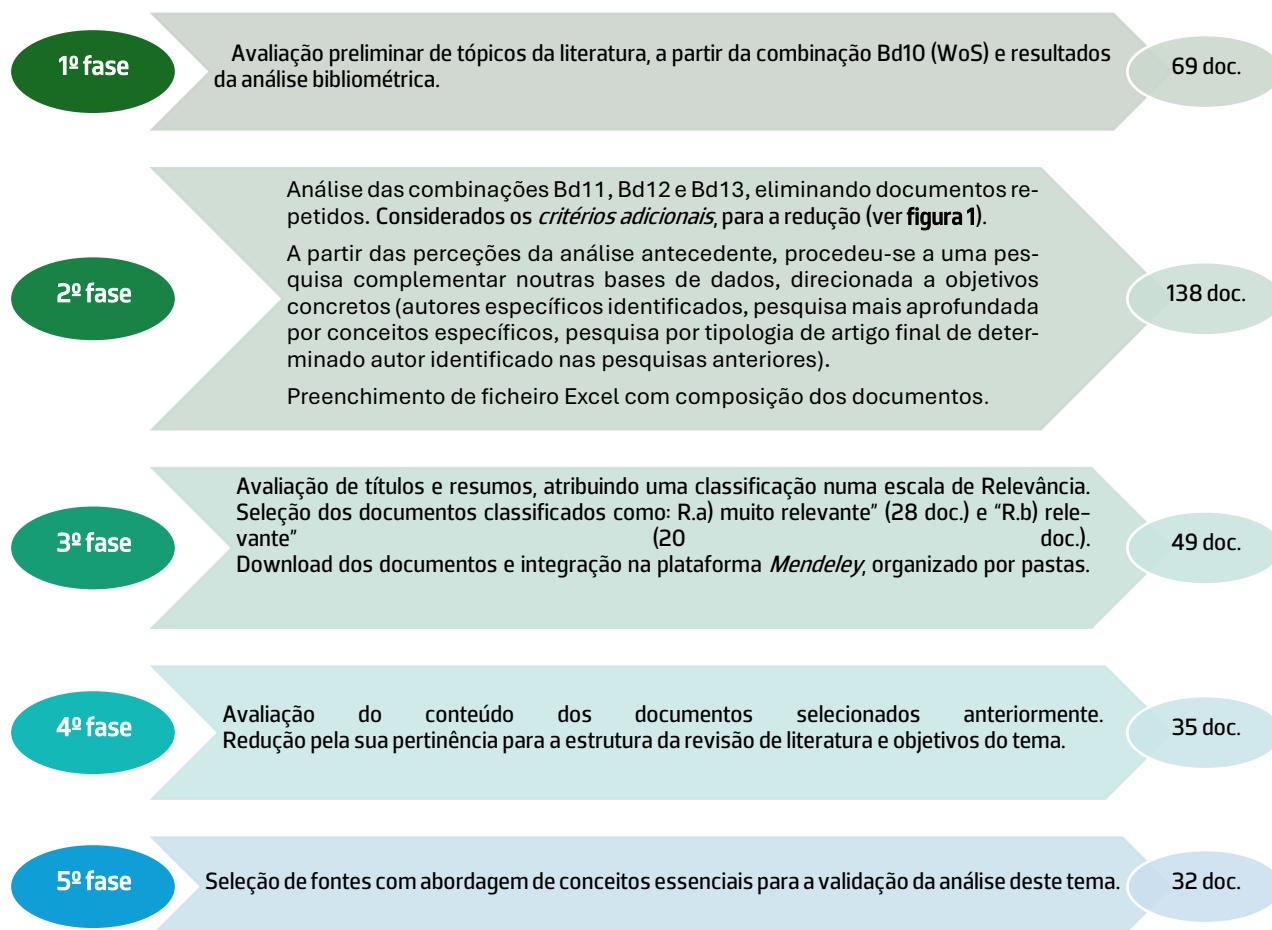 1º fase
Avaliação preliminar de tópicos da literatura, a partir da combinação Bd10 (WoS) e resultados
da análise bibliométrica.
69 doc.
2º fase
Análise das combinações Bd11, Bd12 e Bd13, eliminando documentos re-
petidos. Considerados os critérios adicionais, para a redução (ver figura 1).
A partir das perceções da análise antecedente, procedeu-se a uma pes-
quisa complementar noutras bases de dados, direcionada a objetivos
concretos (autores específicos identificados, pesquisa mais aprofundada
por conceitos específicos, pesquisa por tipologia de artigo final de deter-
minado autor identificado nas pesquisas anteriores).
Preenchimento de ficheiro Excel com composição dos documentos.
138 doc.
3º fase
Avaliação de títulos e resumos, atribuindo uma classificação numa escala de Relevância.
Seleção dos documentos classificados como: R.a) muito relevante” (28 doc.) e “R.b) rele-
vante” (20 doc.).
Download dos documentos e integração na plataforma Mendeley, organizado por pastas.
49 doc.
4º fase
Avaliação do conteúdo dos documentos selecionados anteriormente.
Redução pela sua pertinência para a estrutura da revisão de literatura e objetivos do tema.
35 doc.
5º fase
Seleção de fontes com abordagem de conceitos essenciais para a validação da análise deste tema.
32 doc.